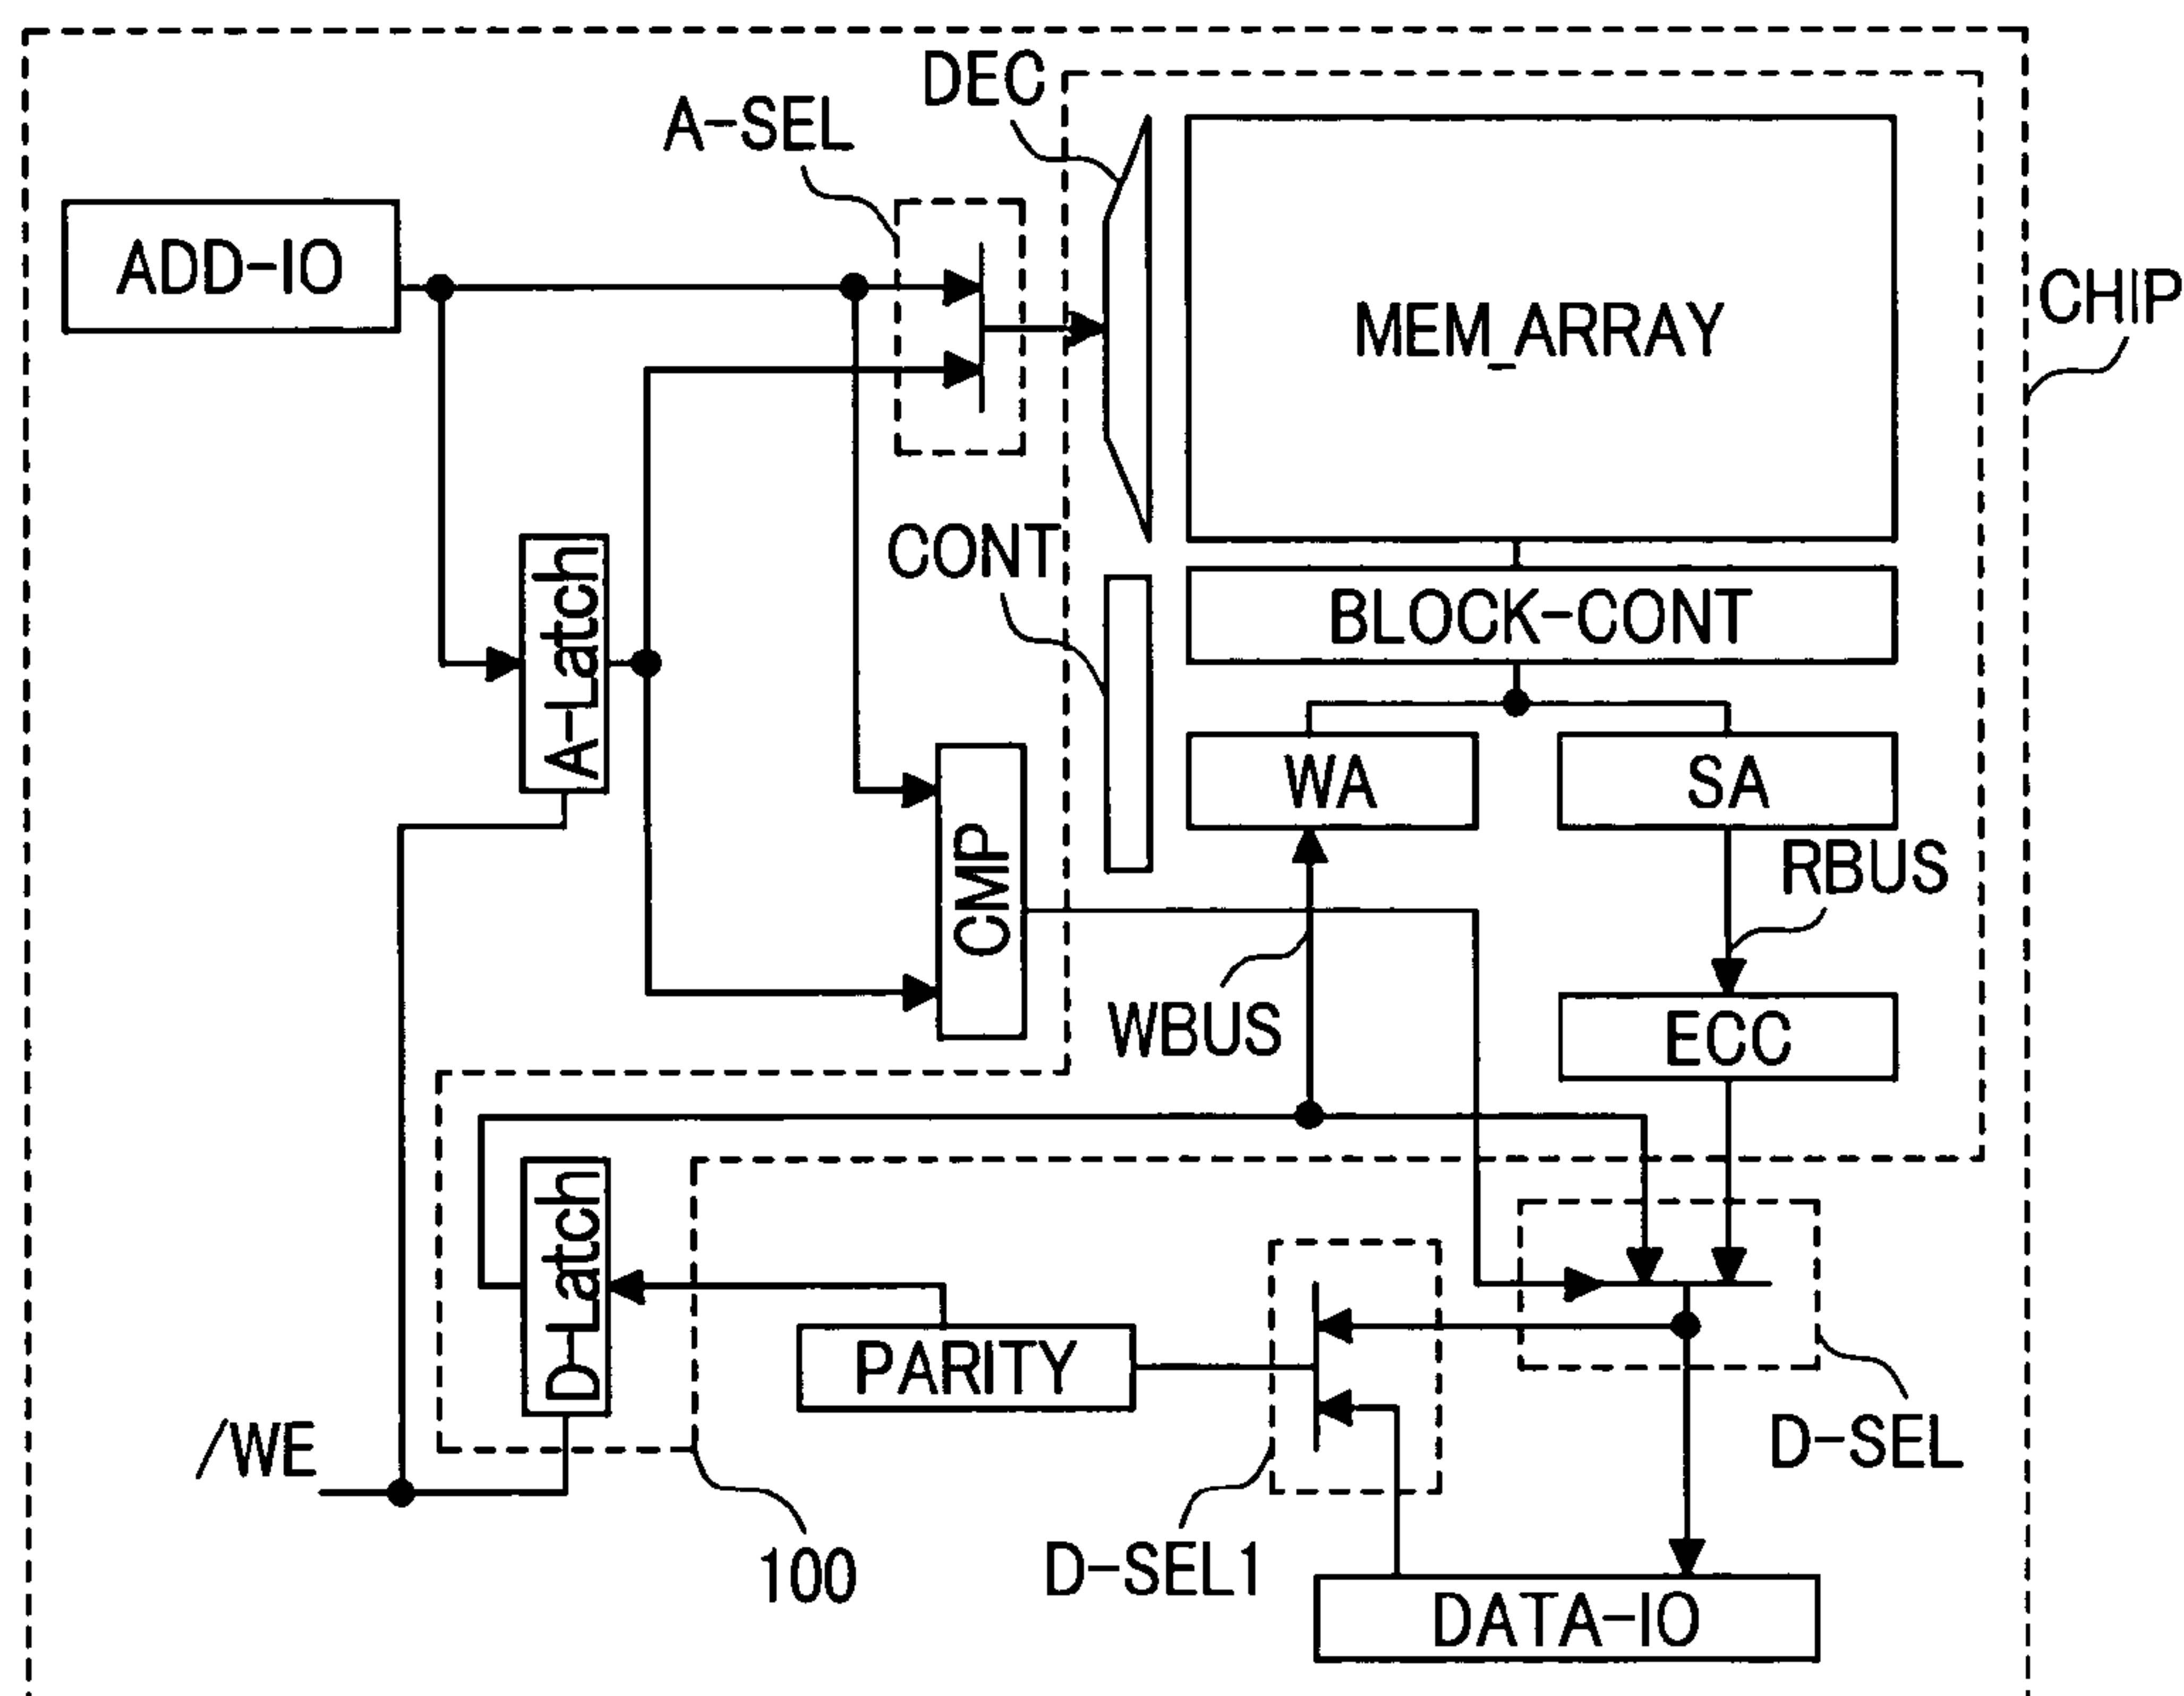 DEC
A-SEL
ADD-IO
CHIP
MEM_ARRAY
CONT
A-Latch
BLOCK-CONT
WA
SA
RBUS
CMP
WBUS
ECC
D-Latch
PARITY
/WE
D-SEL
100
D-SEL1
DATA-IO